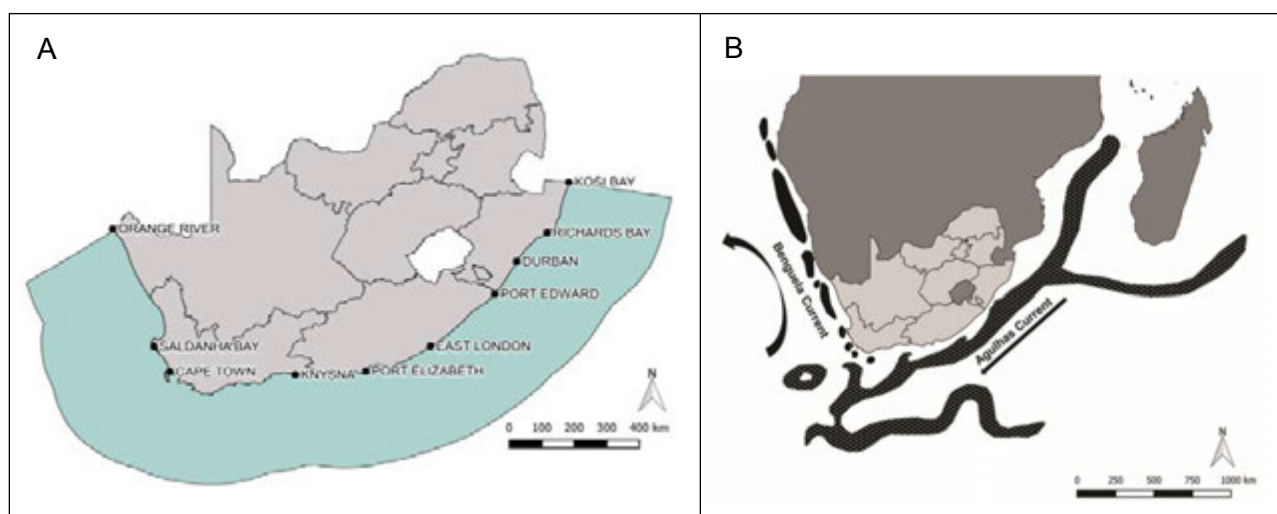 A
KOSI BAY
ORANGE RIVER
RICHARDS BAY
DURBAN
PORT EDWARD
SALDANHA BAY
EAST LONDON
CAPE TOWN
KNYSNA
PORT ELIZABETH
N
0 100 200 300 400 km
B
Benguela Current
Agulhas Current
N
0 250 500 750 1000 km